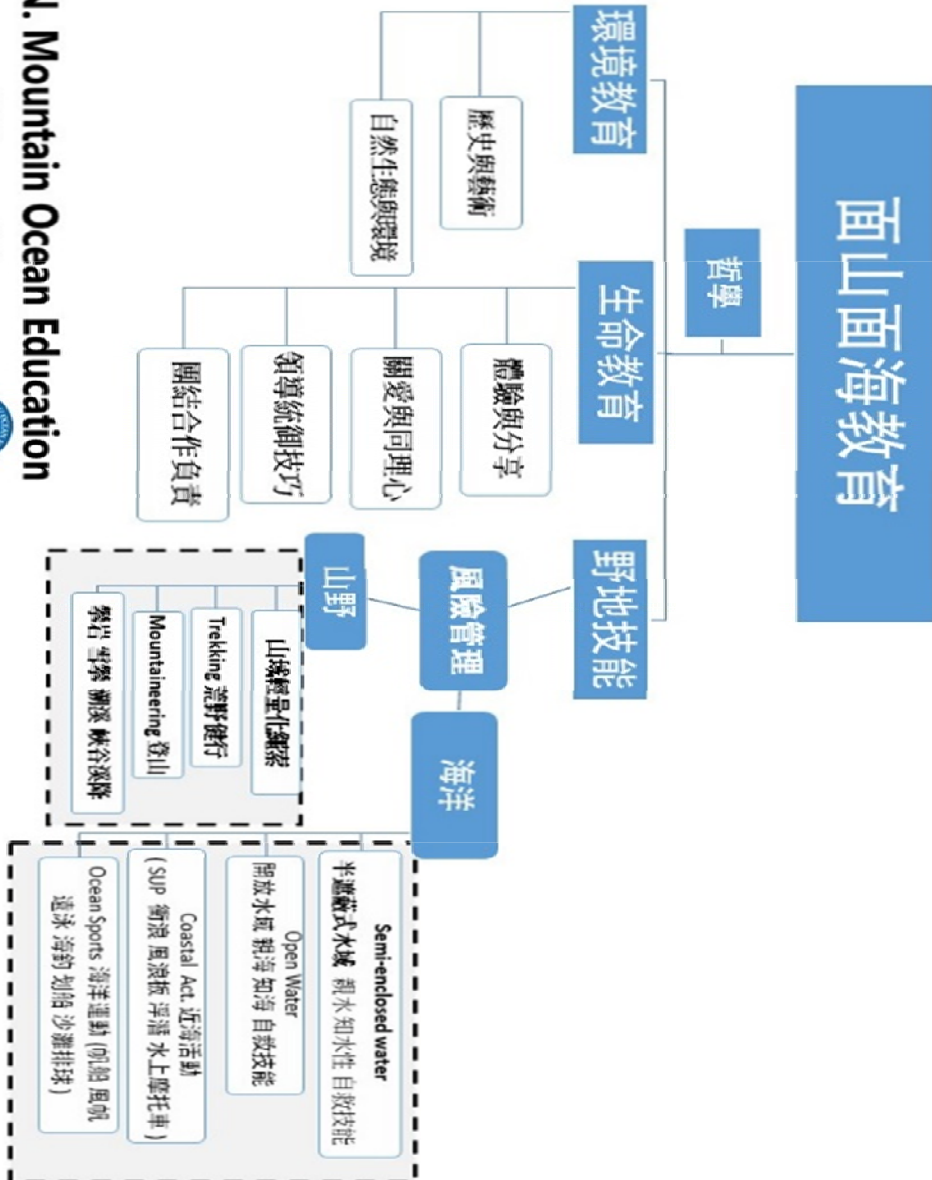 面山面海教育
哲學
環境教育
歷史與藝術
自然生態與環境
生命教育
體驗與分享
關愛與同理心
領導統御技巧
團結合作負責
野地技能
風險管理
山野
山域輕量化繩索
Trekking 荒野健行
Mountaineering 登山
攀岩 雪攀 溯溪 峽谷溪降
海洋
Semi-enclosed water
半遮蔽式水域 親水 知水性 自救技能
Open Water
開放水域 親海 知海 自救技能
Coastal Act. 近海活動
( SUP 衝浪 風浪板 浮潛 水上摩托車 )
Ocean Sports 海洋運動 (帆船 風帆
遠泳 海釣 划船 沙灘排球 )
N. Mountain Ocean Education